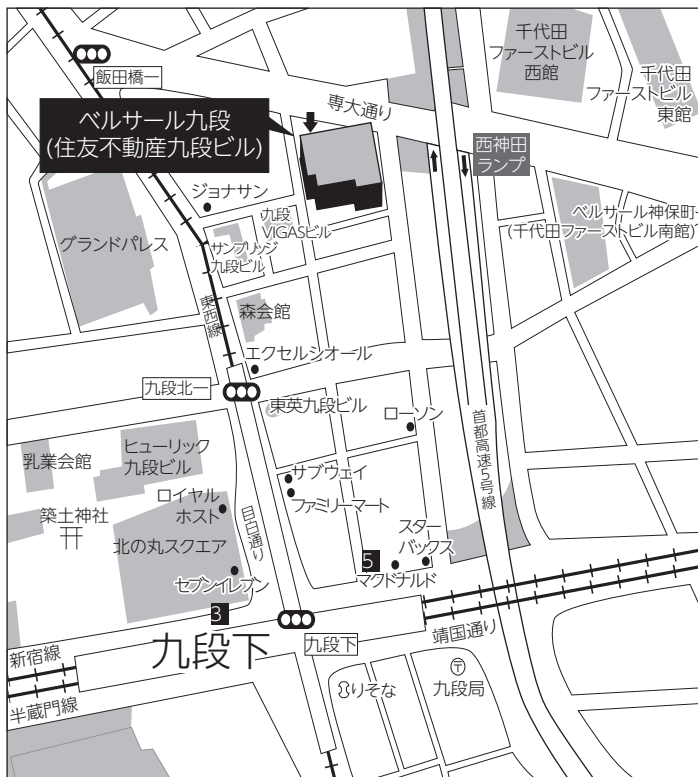 千代田
ファーストビル
西館
飯田橋一
千代田
ファーストビル
東館
専大通り
ベルサール九段
(住友不動産九段ビル)
西神田
ランプ
ジョナサン
九段
VIGASビル
ベルサール神保町
(千代田ファーストビル南館)
グランドパレス
サンブリッジ
九段ビル
東西線
森会館
エクセルシオール
九段北一
東英九段ビル
ローソン
首都高速5号線
乳業会館
ヒューリック
九段ビル
サブウェイ
ロイヤル
ホスト
ファミリーマート
築土神社
目白通り
スター
バックス
北の丸スクエア
5
マクドナルド
セブンイレブン
3
九段下
九段下
靖国通り
新宿線
半蔵門線
りそな
〒
九段局